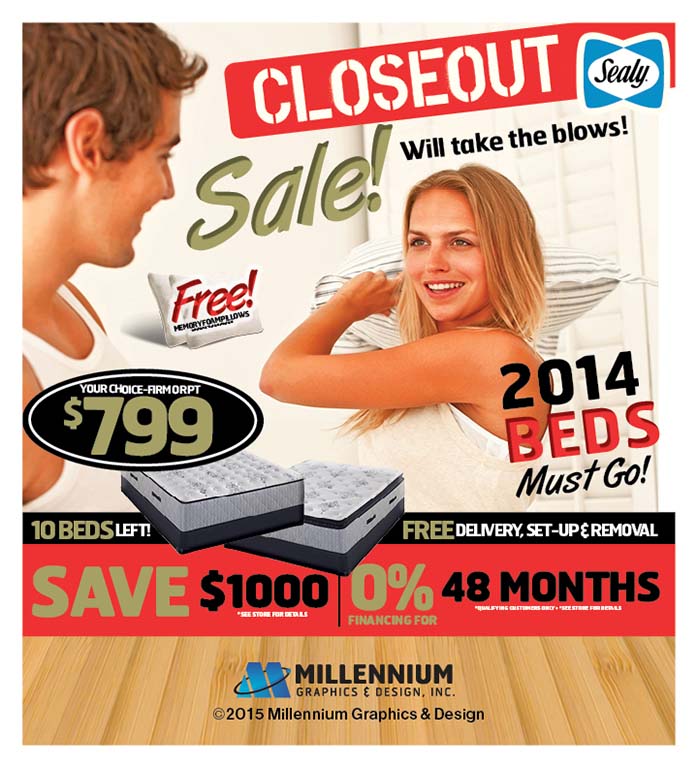 CLOSEOUT
Sealy
Sale!
Will take the blows!
Free!
MEMORY FOAM PILLOWS
YOUR CHOICE-FIRM OR PT
$799
2014
BEDS
Must Go!
10 BEDS LEFT!
FREE DELIVERY, SET-UP & REMOVAL
SAVE $1000
*SEE STORE FOR DETAILS
0% 48 MONTHS
FINANCING FOR
*QUALIFYING CUSTOMERS ONLY • *SEE STORE FOR DETAILS
MILLENNIUM
GRAPHICS & DESIGN, INC.
©2015 Millennium Graphics & Design